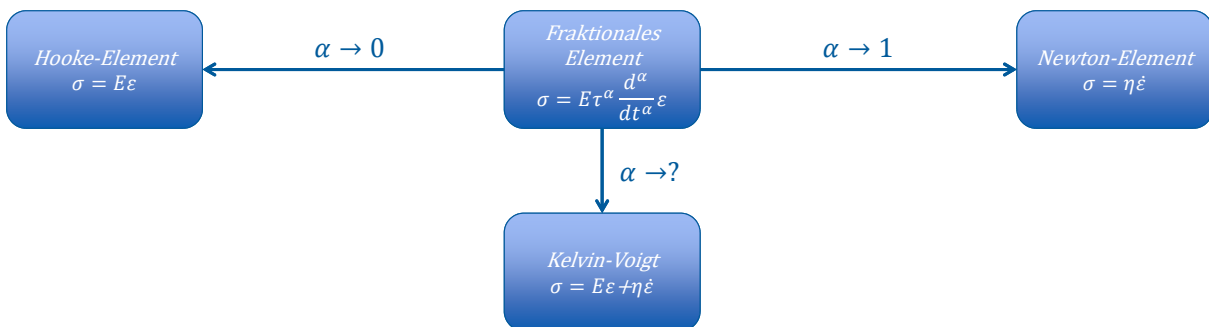 Hooke-Element
σ = Eε
α → 0
Fraktionales
Element
σ = Eτ^α d^α/dt^α ε
α → 1
Newton-Element
σ = ηε̇
α →?
Kelvin-Voigt
σ = Eε+ηε̇